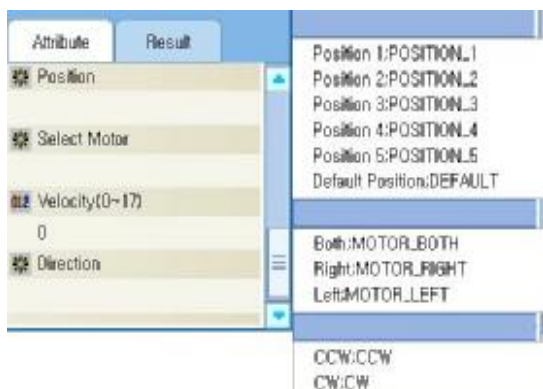 Attribute
Result
Position
Select Motor
Velocity(0~17)
0
Direction
Position 1:POSITION_1
Position 2:POSITION_2
Position 3:POSITION_3
Position 4:POSITION_4
Position 5:POSITION_5
Default Position:DEFAULT
Both:MOTOR_BOTH
Right:MOTOR_RIGHT
Left:MOTOR_LEFT
CCW:CCW
CW:CW